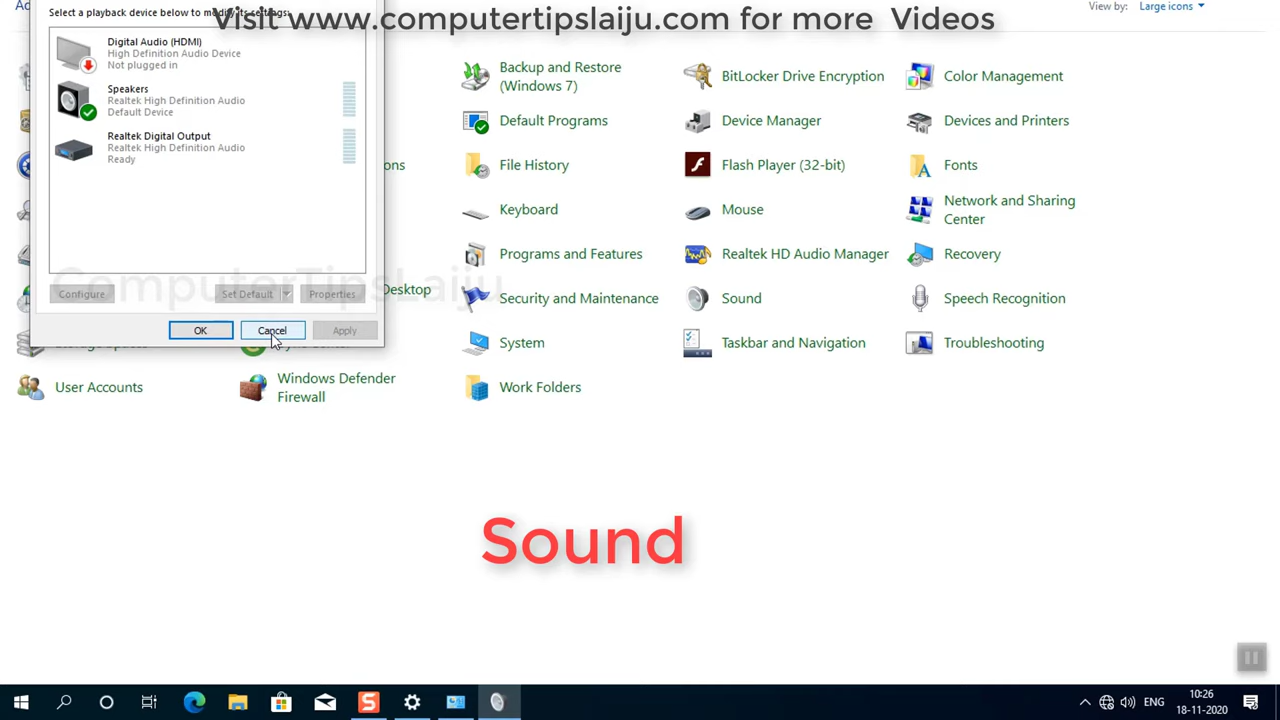 Visit www.computertipslaiju.com for more Videos
Ad
View by: Large icons
Select a playback device below to modify its settings:
Digital Audio (HDMI)
High Definition Audio Device
Not plugged in
Speakers
Realtek High Definition Audio
Default Device
Realtek Digital Output
Realtek High Definition Audio
Ready
Configure
Set Default
Properties
OK
Cancel
Apply
ComputerTipsLaiju
Backup and Restore
(Windows 7)
BitLocker Drive Encryption
Color Management
Default Programs
Device Manager
Devices and Printers
ons
File History
Flash Player (32-bit)
Fonts
Keyboard
Mouse
Network and Sharing
Center
Programs and Features
Realtek HD Audio Manager
Recovery
Desktop
Security and Maintenance
Sound
Speech Recognition
System
Taskbar and Navigation
Troubleshooting
User Accounts
Windows Defender
Firewall
Work Folders
Sound
ENG
10:26
18-11-2020